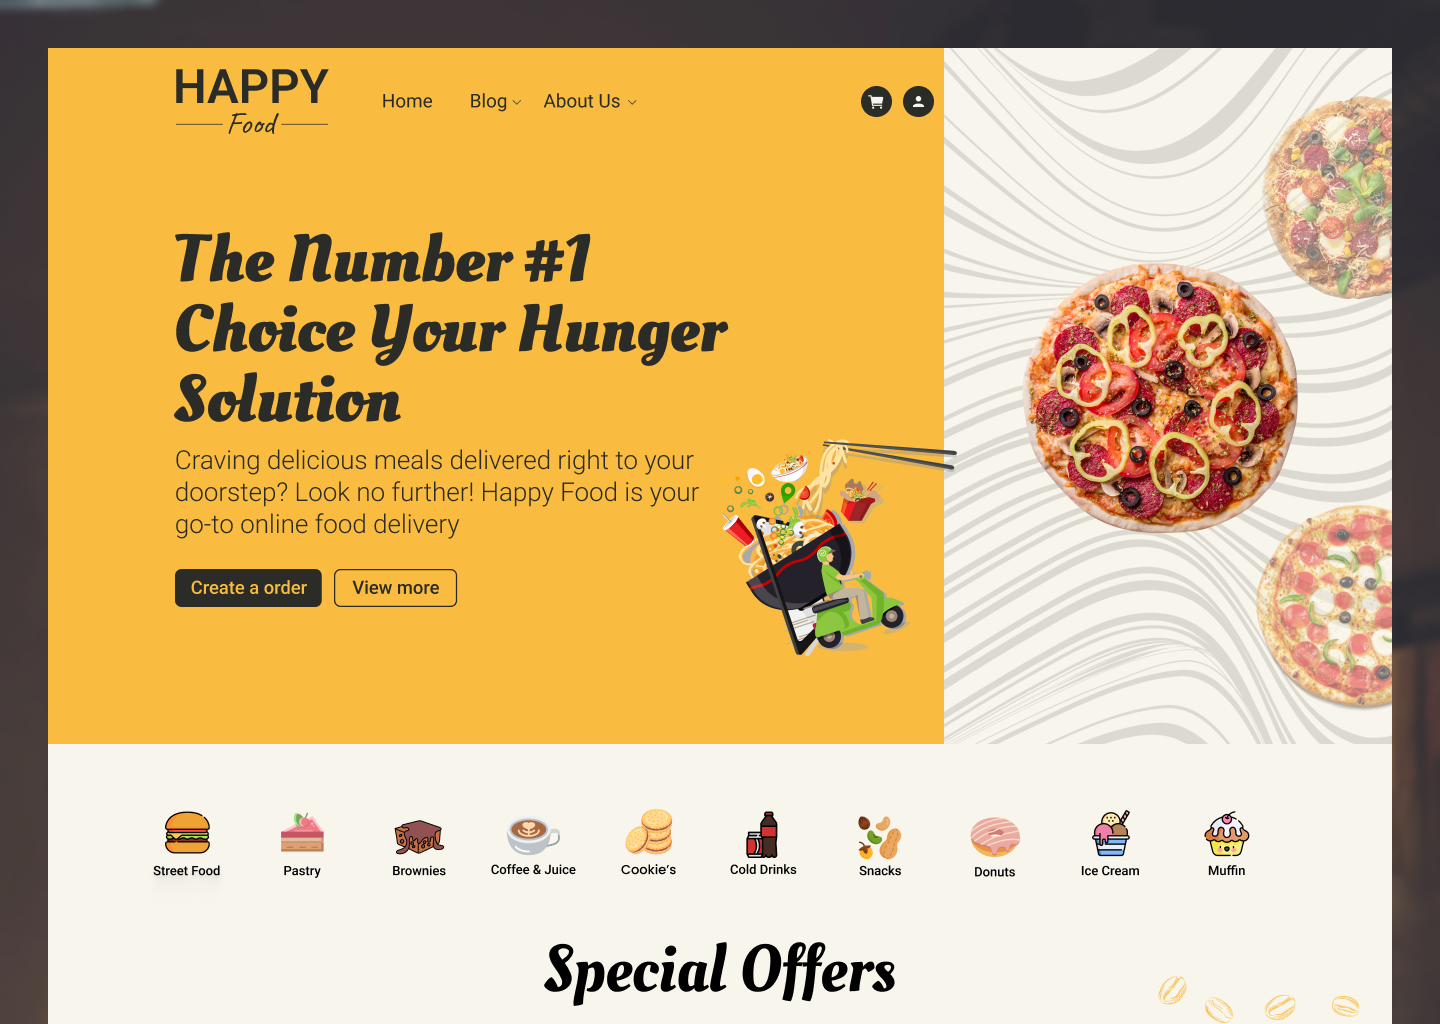 HAPPY
Food
Home Blog About Us
The Number #1
Choice Your Hunger
Solution
Craving delicious meals delivered right to your
doorstep? Look no further! Happy Food is your
go-to online food delivery
Create a order View more
Street Food Pastry Brownies Coffee & Juice Cookie's Cold Drinks Snacks Donuts Ice Cream Muffin
Special Offers